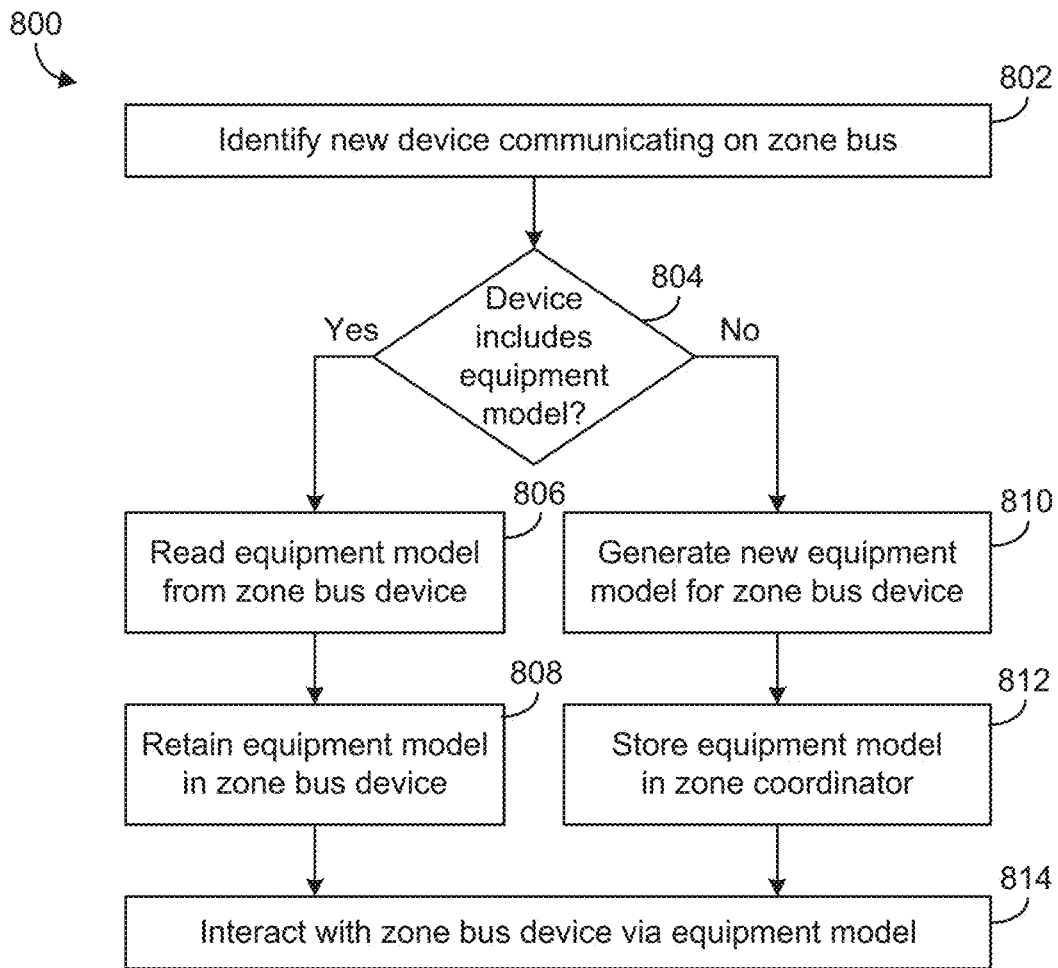 800
802
Identify new device communicating on zone bus
804
Device
includes
equipment
model?
Yes
No
806
Read equipment model
from zone bus device
810
Generate new equipment
model for zone bus device
808
Retain equipment model
in zone bus device
812
Store equipment model
in zone coordinator
814
Interact with zone bus device via equipment model